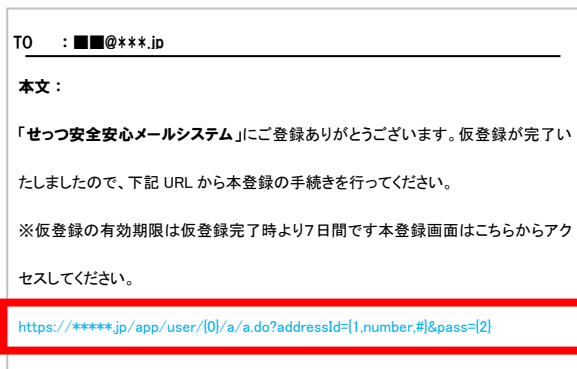 TO　：■■@***.jp
本文：
「せっつ安全安心メールシステム」にご登録ありがとうございます。仮登録が完了い
たしましたので、下記 URL から本登録の手続きを行ってください。
※仮登録の有効期限は仮登録完了時より７日間です本登録画面はこちらからアク
セスしてください。
https://*****.jp/app/user/{0}/a/a.do?addressId={1,number,#}&pass={2}